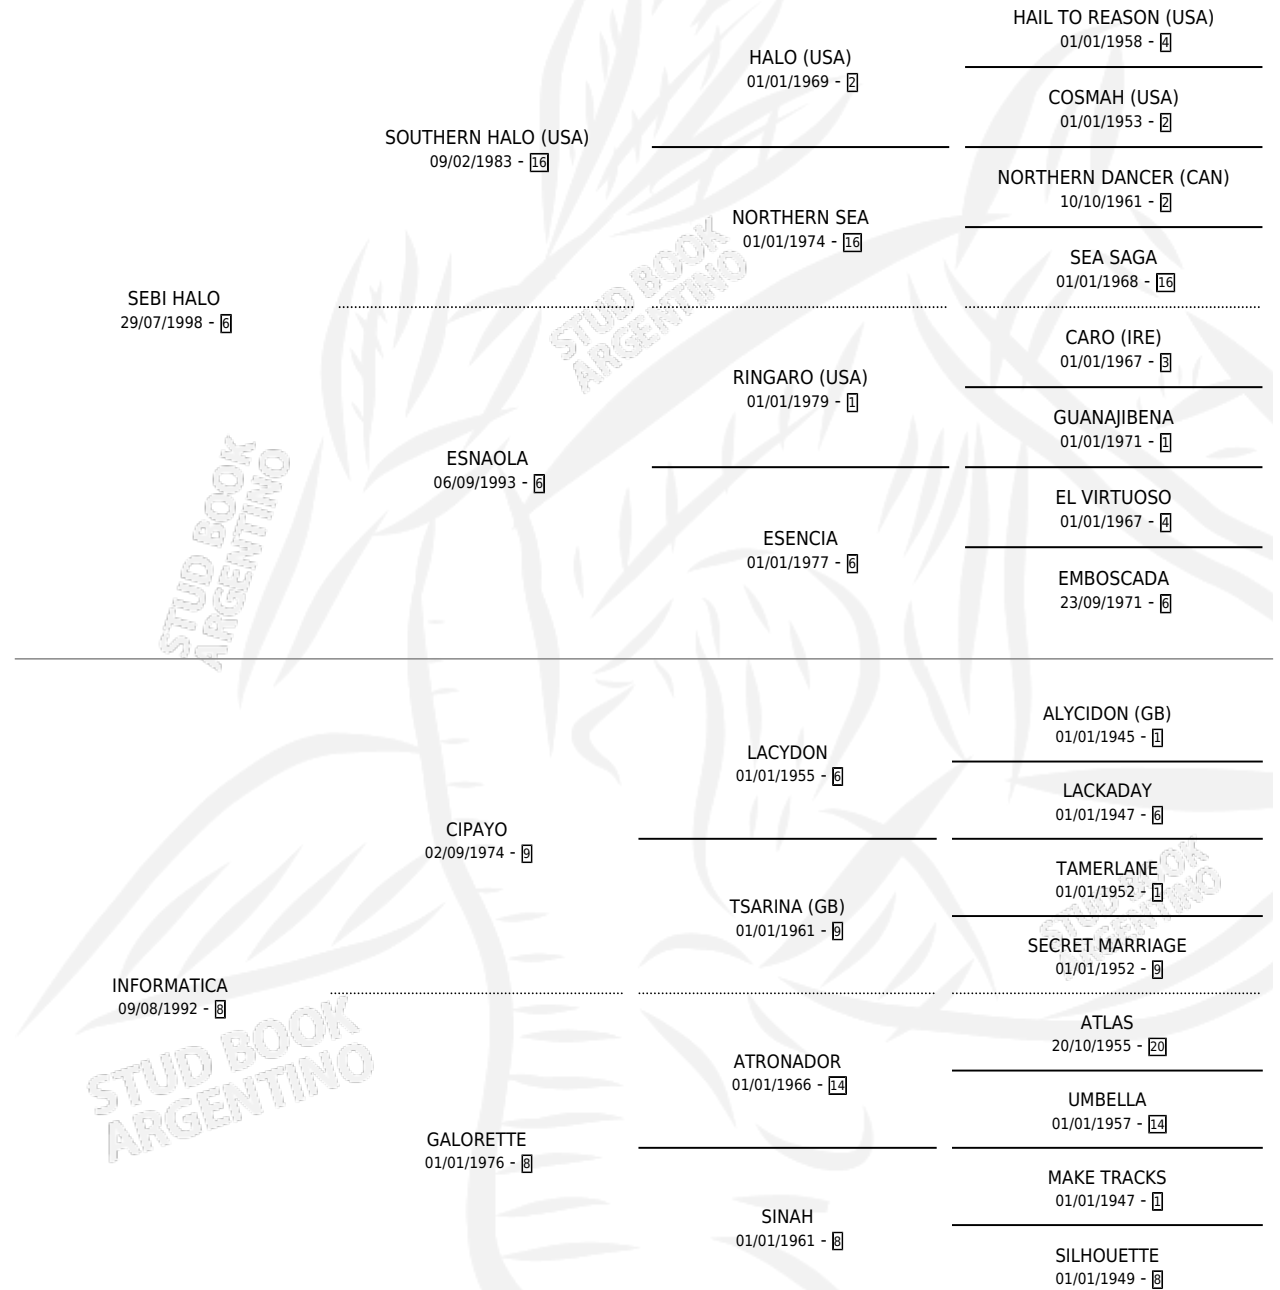 HAIL TO REASON (USA)
01/01/1958 - 4
HALO (USA)
01/01/1969 - 2
COSMAH (USA)
01/01/1953 - 2
SOUTHERN HALO (USA)
09/02/1983 - 16
NORTHERN DANCER (CAN)
10/10/1961 - 2
NORTHERN SEA
01/01/1974 - 16
SEA SAGA
01/01/1968 - 16
SEBI HALO
29/07/1998 - 6
CARO (IRE)
01/01/1967 - 3
RINGARO (USA)
01/01/1979 - 1
GUANAJIBENA
01/01/1971 - 1
ESNAOLA
06/09/1993 - 6
EL VIRTUOSO
01/01/1967 - 4
ESENCIA
01/01/1977 - 6
EMBOSCADA
23/09/1971 - 6
ALYCIDON (GB)
01/01/1945 - 1
LACYDON
01/01/1955 - 6
LACKADAY
01/01/1947 - 6
CIPAYO
02/09/1974 - 9
TAMERLANE
01/01/1952 - 1
TSARINA (GB)
01/01/1961 - 9
SECRET MARRIAGE
01/01/1952 - 9
INFORMATICA
09/08/1992 - 8
ATLAS
20/10/1955 - 20
ATRONADOR
01/01/1966 - 14
UMBELLA
01/01/1957 - 14
GALORETTE
01/01/1976 - 8
MAKE TRACKS
01/01/1947 - 1
SINAH
01/01/1961 - 8
SILHOUETTE
01/01/1949 - 8
STUD BOOK
ARGENTINO
STUD BOOK
ARGENTINO
STUD BOOK
ARGENTINO
STUD BOOK
ARGENTINO